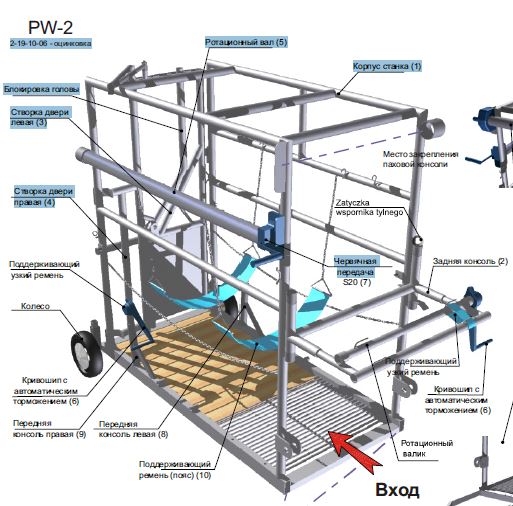 PW-2
2-19-10-06 - оцинковка
Ротационный вал (5)
Корпус станка (1)
Блокировка головы
Створка двери
левая (3)
Место закрепления
паховой консоли
Створка двери
правая (4)
Zatyczka
wspornika tylnego
Поддерживающий
узкий ремень
Червячная
передача
S20 (7)
Задняя консоль (2)
Колесо
Поддерживающий
узкий ремень
Кривошип с
автоматическим
торможением (6)
Кривошип с
автоматическим
торможением (6)
Передняя
консоль правая (9)
Передняя
консоль левая (8)
Ротационный
валик
Поддерживающий
ремень (пояс) (10)
Вход